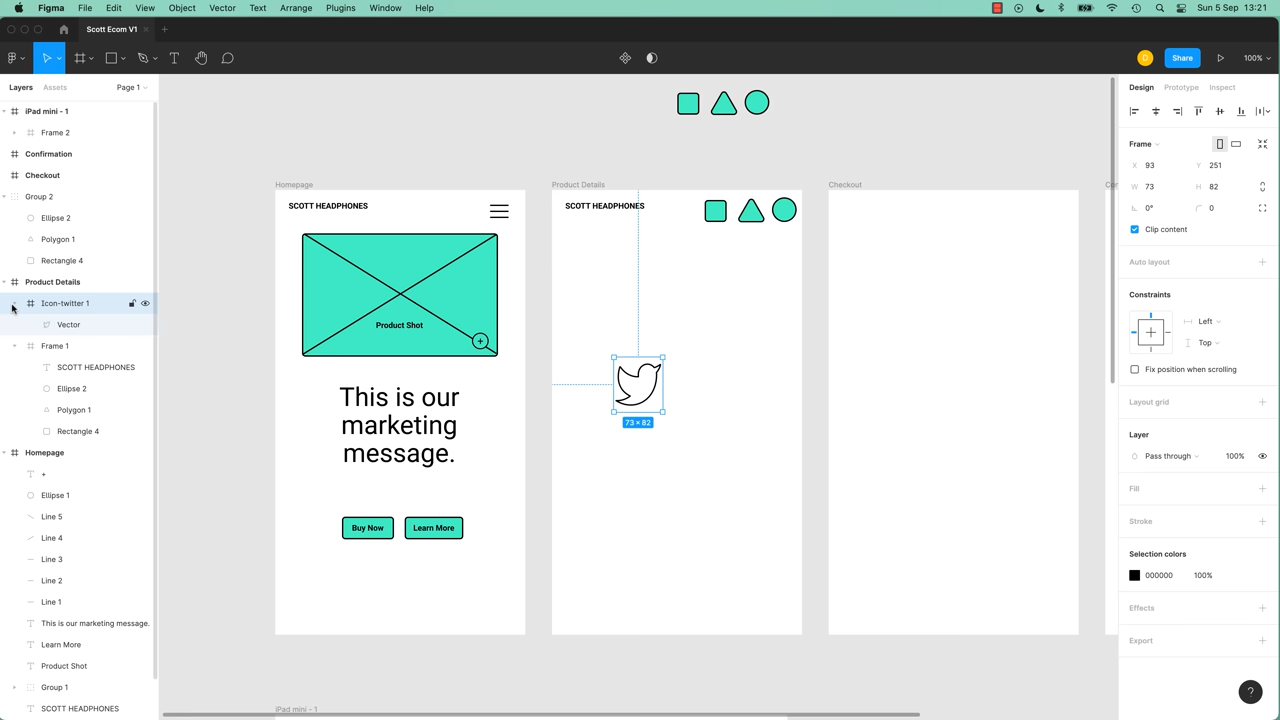 Figma File Edit View Object Vector Text Arrange Plugins Window Help Sun 5 Sep 13:21
Scott Ecom V1
D Share 100%
Layers Assets Page 1
iPad mini - 1
Frame 2
Confirmation
Checkout
Group 2
Ellipse 2
Polygon 1
Rectangle 4
Product Details
Icon-twitter 1
Vector
Frame 1
SCOTT HEADPHONES
Ellipse 2
Polygon 1
Rectangle 4
Homepage
+
Ellipse 1
Line 5
Line 4
Line 3
Line 2
Line 1
This is our marketing message.
Learn More
Product Shot
Group 1
SCOTT HEADPHONES
Homepage
SCOTT HEADPHONES
Product Shot
+
This is our
marketing
message.
Buy Now Learn More
Product Details
SCOTT HEADPHONES
73 × 82
Checkout
iPad mini - 1
Design Prototype Inspect
Frame
X 93 Y 251
W 73 H 82
0° 0
Clip content
Auto layout
Constraints
Left
Top
Fix position when scrolling
Layout grid
Layer
Pass through 100%
Fill
Stroke
Selection colors
000000 100%
Effects
Export
?